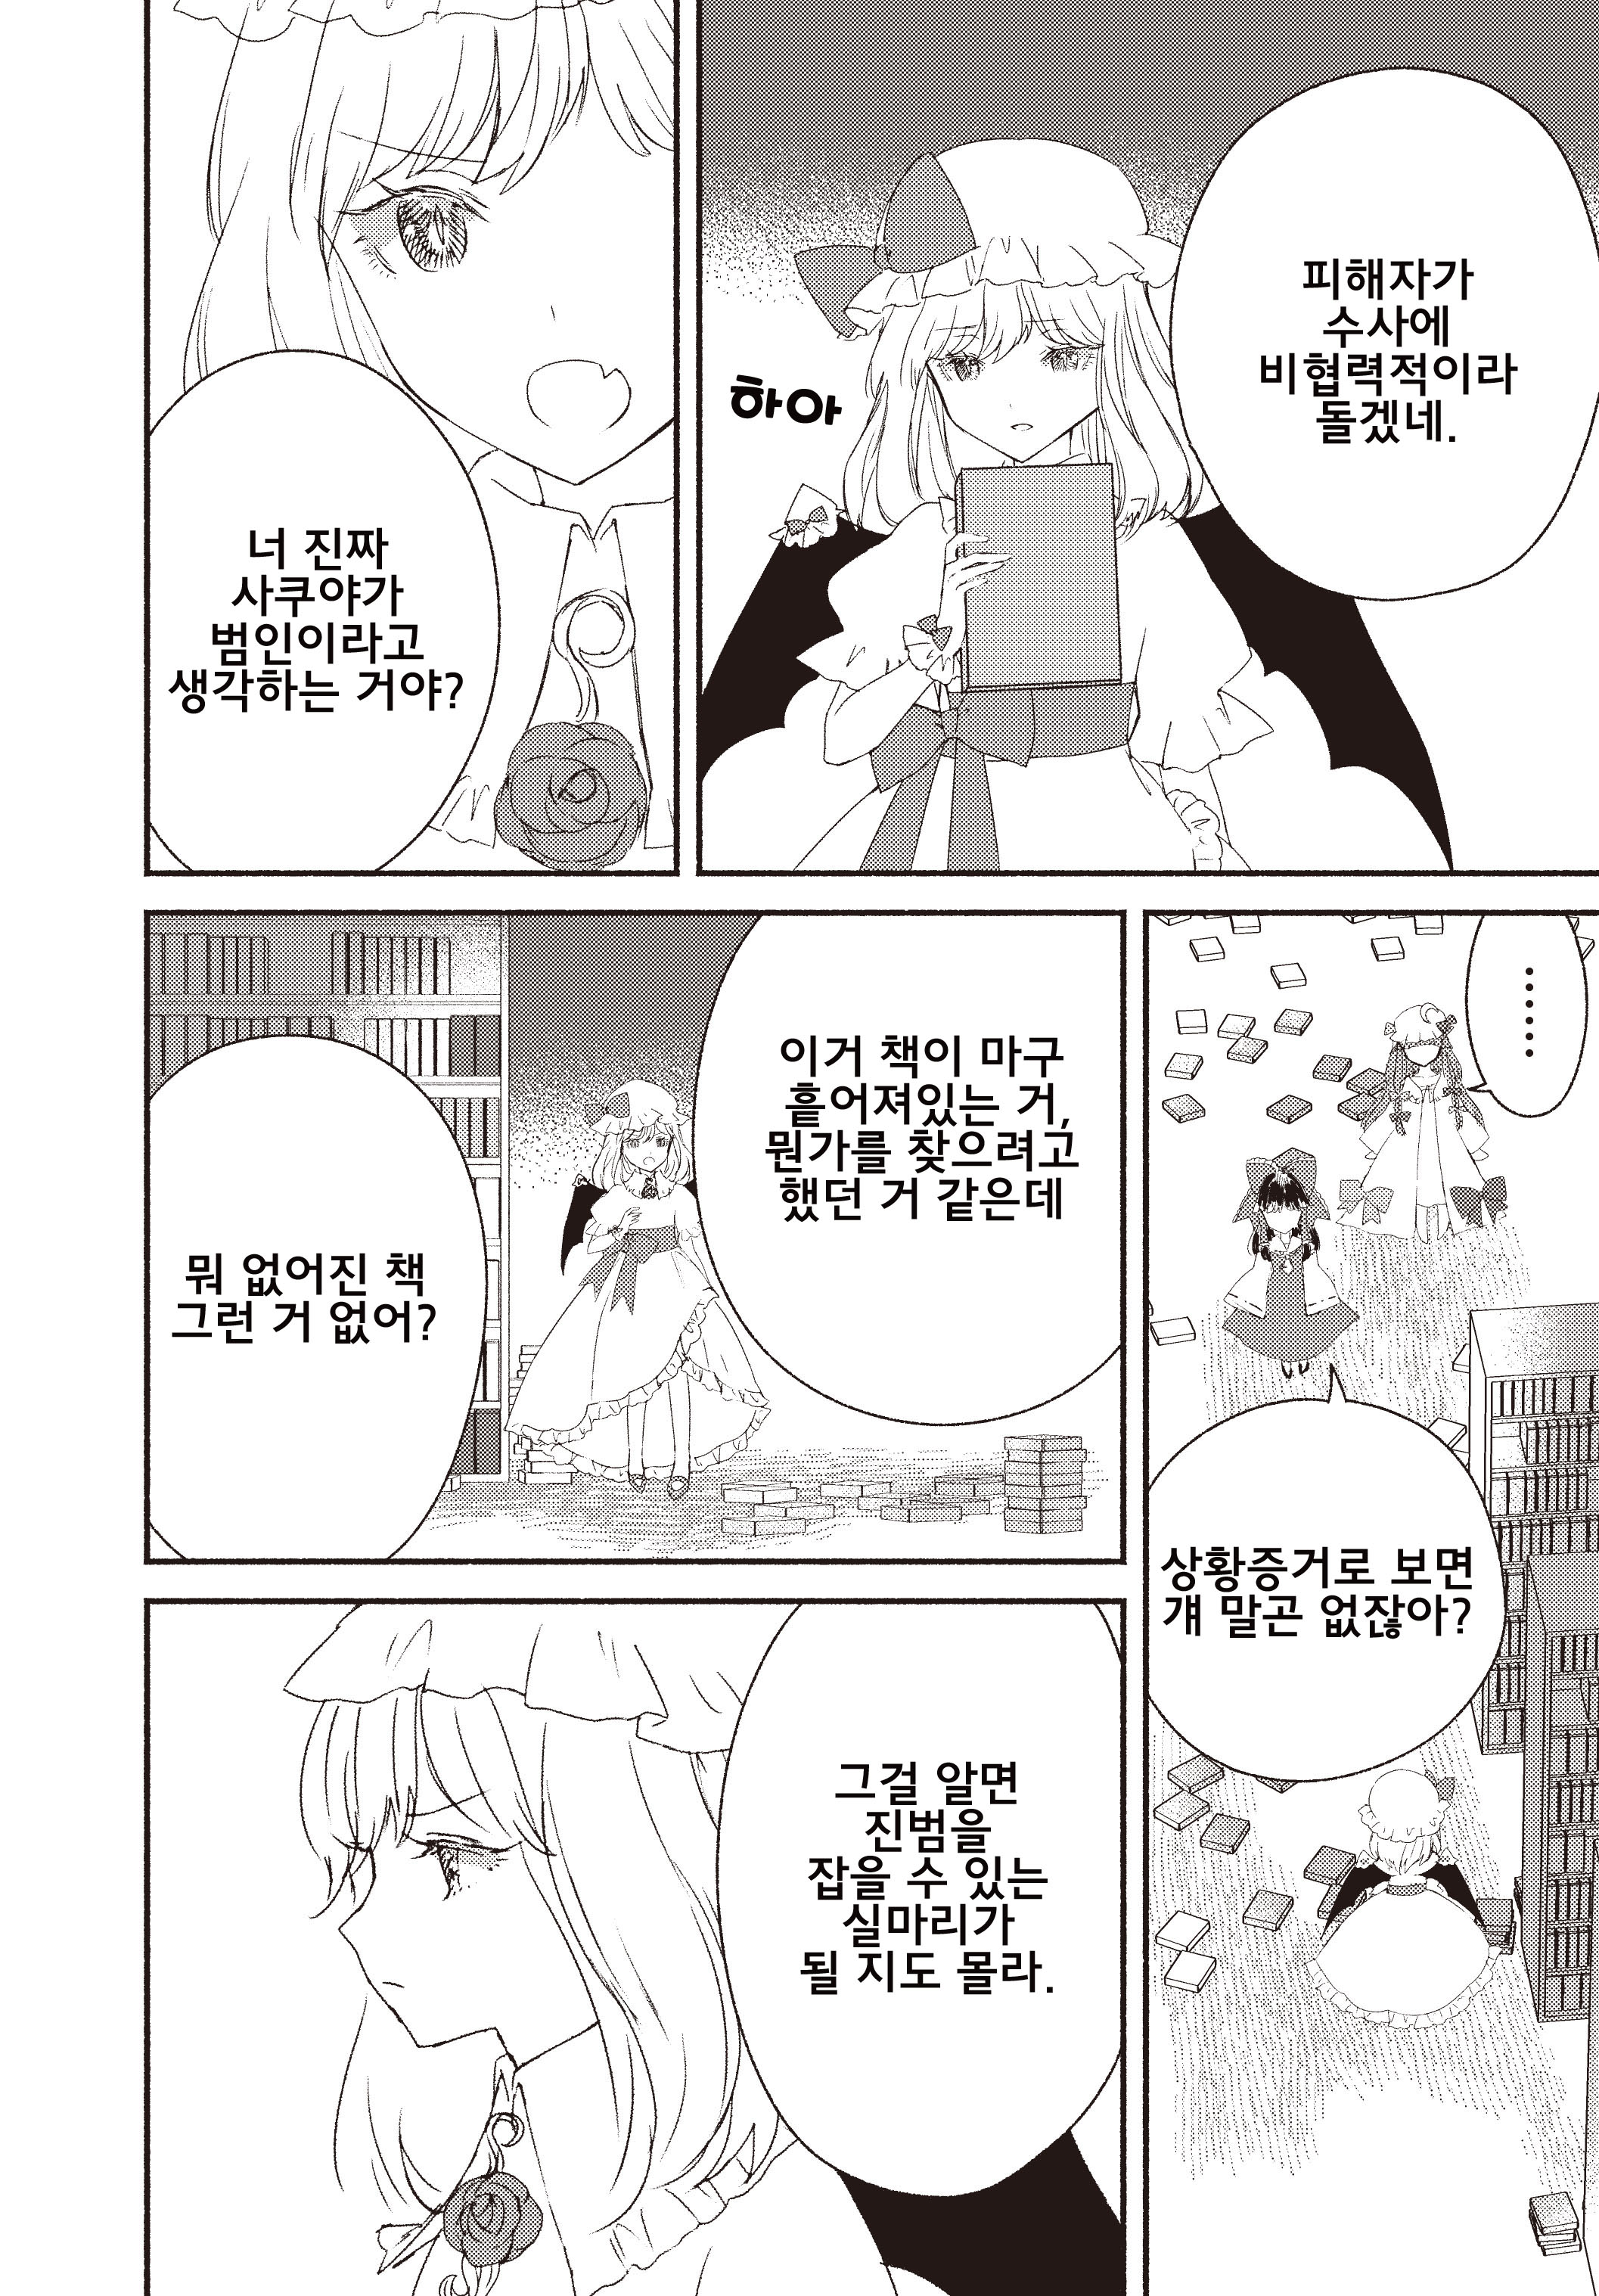 피해자가
수사에
비협력적이라
돌겠네.
하아
너 진짜
사쿠야가
범인이라고
생각하는 거야?
……
상황증거로 보면
걔 말곤 없잖아?
이거 책이 마구
흩어져있는 거,
뭔가를 찾으려고
했던 거 같은데
뭐 없어진 책
그런 거 없어?
그걸 알면
진범을
잡을 수 있는
실마리가
될 지도 몰라.